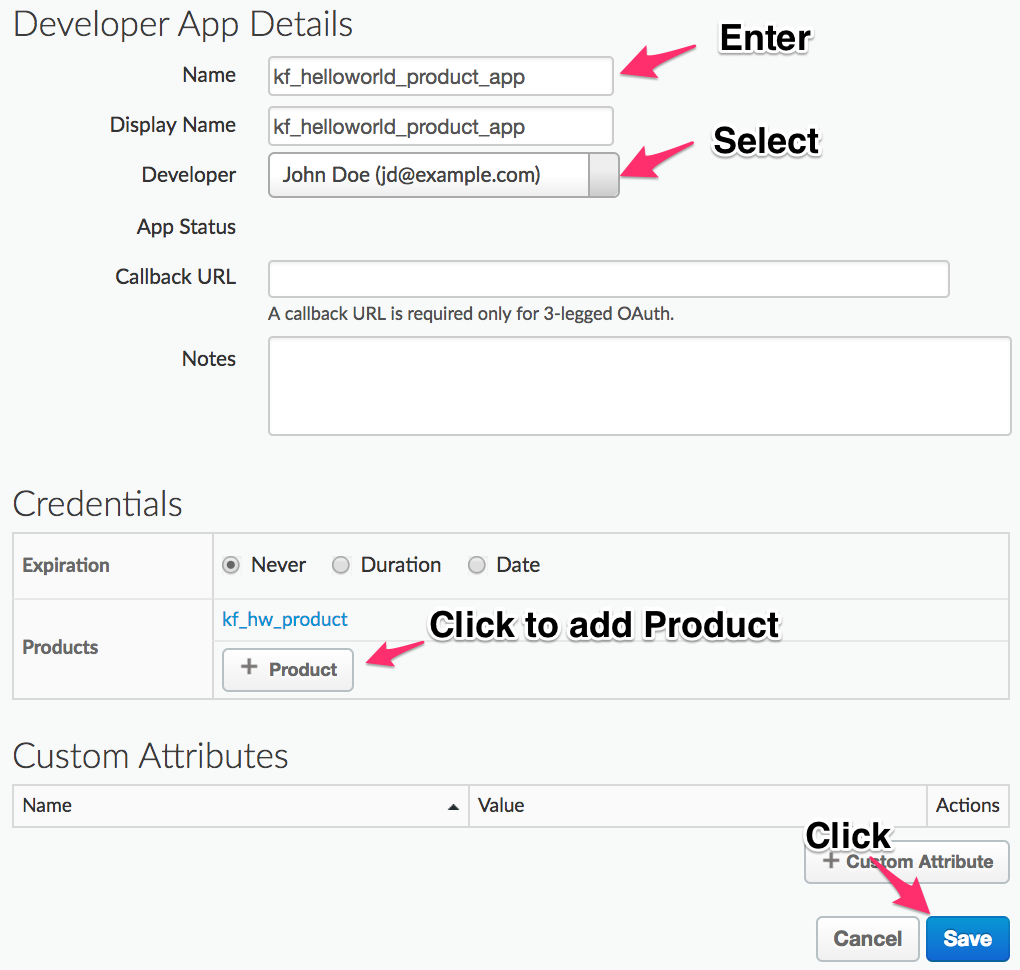 Developer App Details
Enter
Name
kf_helloworld_product_app
Display Name
kf_helloworld_product_app
Select
Developer
John Doe (jd@example.com)
App Status
Callback URL
A callback URL is required only for 3-legged OAuth.
Notes
Credentials
Expiration
Never Duration Date
Products
kf_hw_product
Click to add Product
+ Product
Custom Attributes
Name Value Actions
Click
+ Custom Attribute
Cancel Save